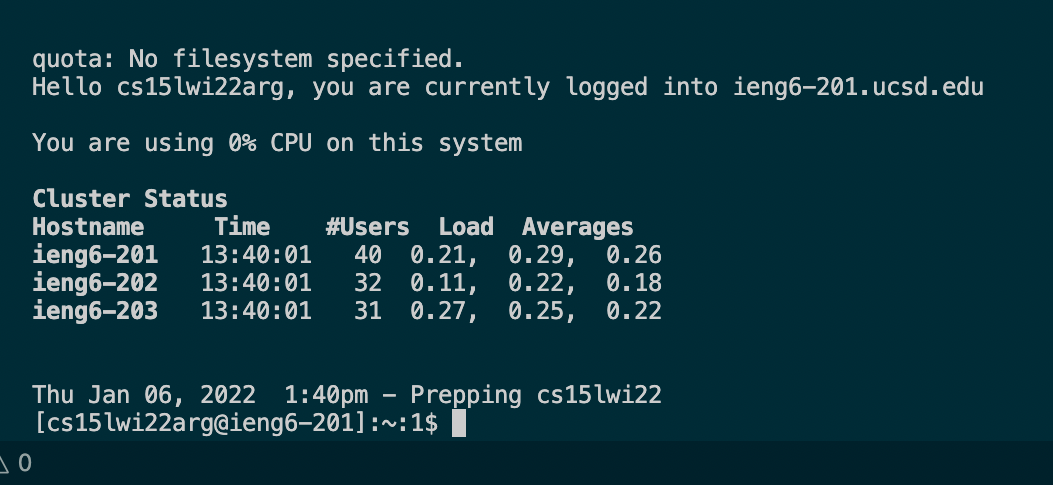 quota: No filesystem specified.
Hello cs15lwi22arg, you are currently logged into ieng6-201.ucsd.edu
You are using 0% CPU on this system
Cluster Status
Hostname Time #Users Load Averages
ieng6-201 13:40:01 40 0.21, 0.29, 0.26
ieng6-202 13:40:01 32 0.11, 0.22, 0.18
ieng6-203 13:40:01 31 0.27, 0.25, 0.22
Thu Jan 06, 2022 1:40pm - Prepping cs15lwi22
[cs15lwi22arg@ieng6-201]:~:1$
0